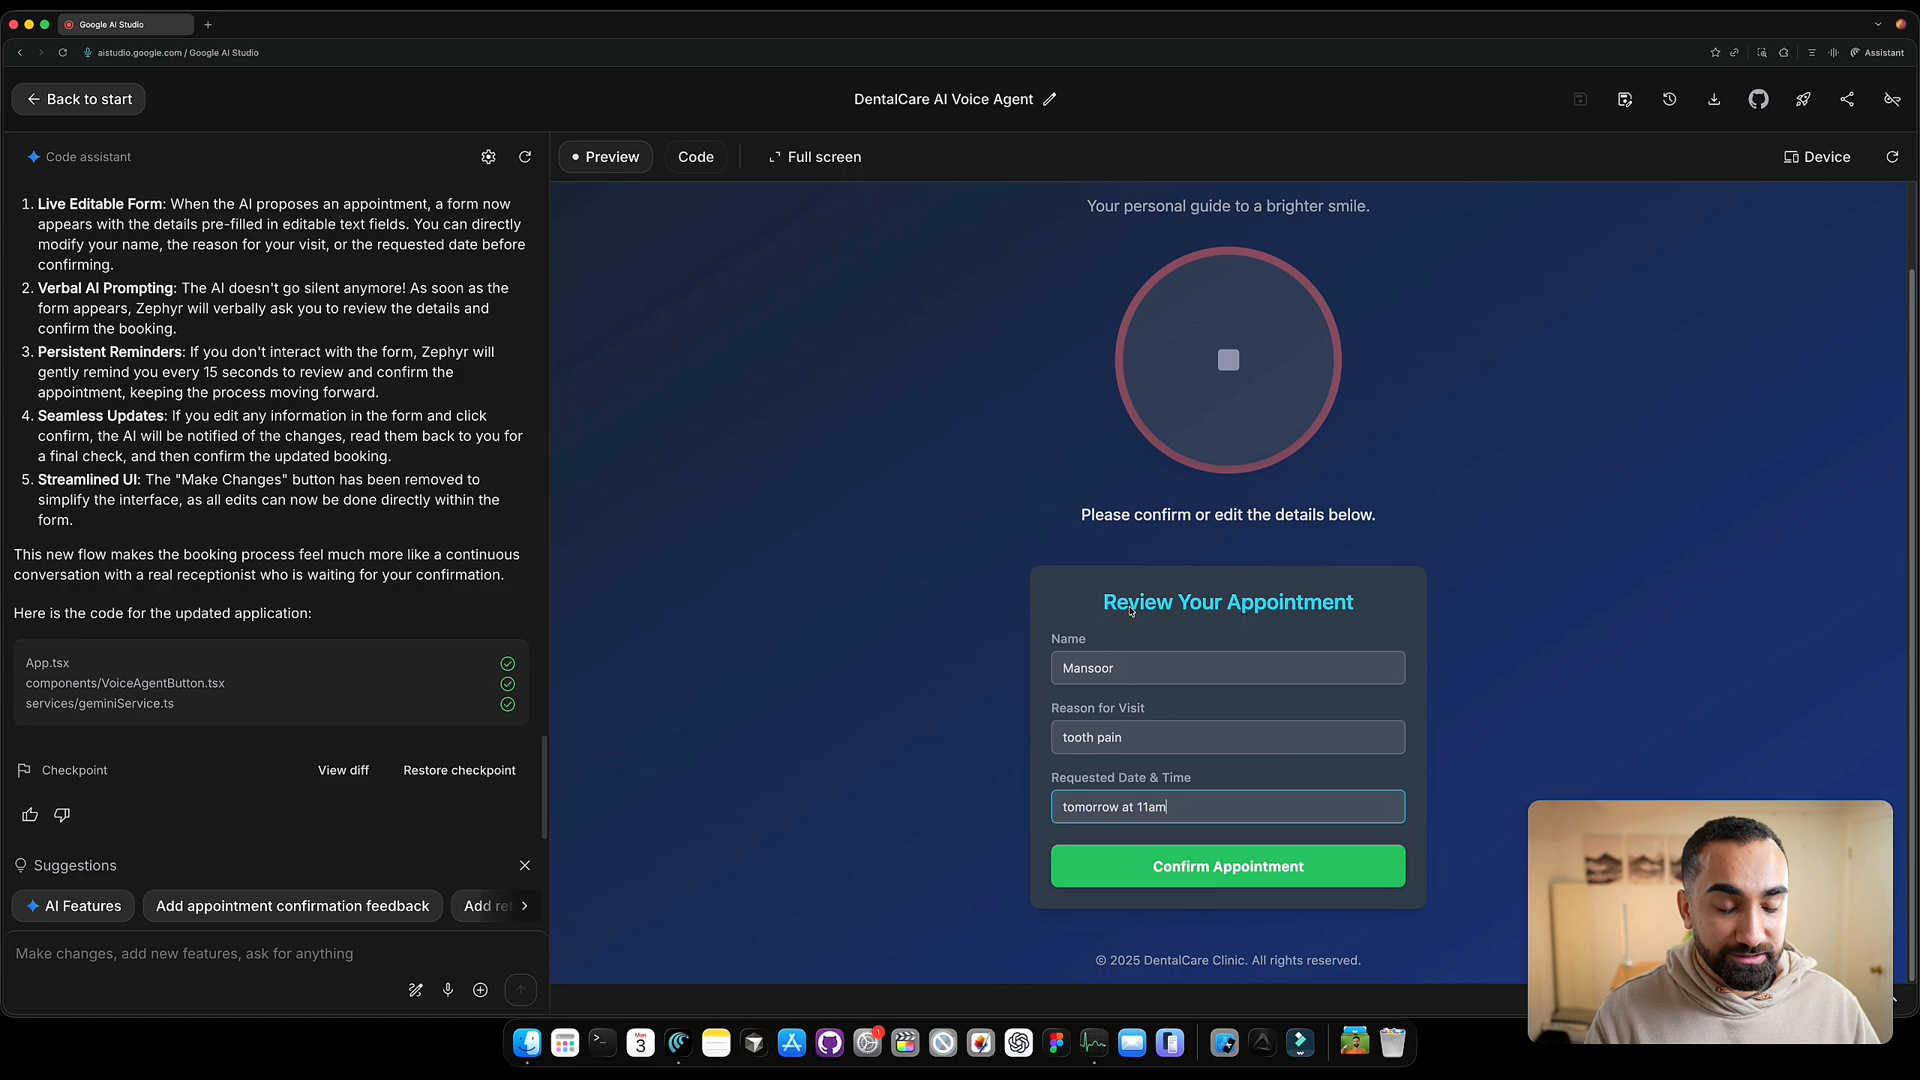 Google AI Studio
aistudio.google.com / Google AI Studio
Assistant
Back to start
DentalCare AI Voice Agent
Code assistant
Preview
Code
Full screen
Device
1. Live Editable Form: When the AI proposes an appointment, a form now
appears with the details pre-filled in editable text fields. You can directly
modify your name, the reason for your visit, or the requested date before
confirming.
2. Verbal AI Prompting: The AI doesn't go silent anymore! As soon as the
form appears, Zephyr will verbally ask you to review the details and
confirm the booking.
3. Persistent Reminders: If you don't interact with the form, Zephyr will
gently remind you every 15 seconds to review and confirm the
appointment, keeping the process moving forward.
4. Seamless Updates: If you edit any information in the form and click
confirm, the AI will be notified of the changes, read them back to you for
a final check, and then confirm the updated booking.
5. Streamlined UI: The "Make Changes" button has been removed to
simplify the interface, as all edits can now be done directly within the
form.
This new flow makes the booking process feel much more like a continuous
conversation with a real receptionist who is waiting for your confirmation.
Here is the code for the updated application:
App.tsx
components/VoiceAgentButton.tsx
services/geminiService.ts
Checkpoint
View diff
Restore checkpoint
Suggestions
AI Features
Add appointment confirmation feedback
Add re
Make changes, add new features, ask for anything
Your personal guide to a brighter smile.
Please confirm or edit the details below.
Review Your Appointment
Name
Mansoor
Reason for Visit
tooth pain
Requested Date & Time
tomorrow at 11am
Confirm Appointment
© 2025 DentalCare Clinic. All rights reserved.
Mon
3
1